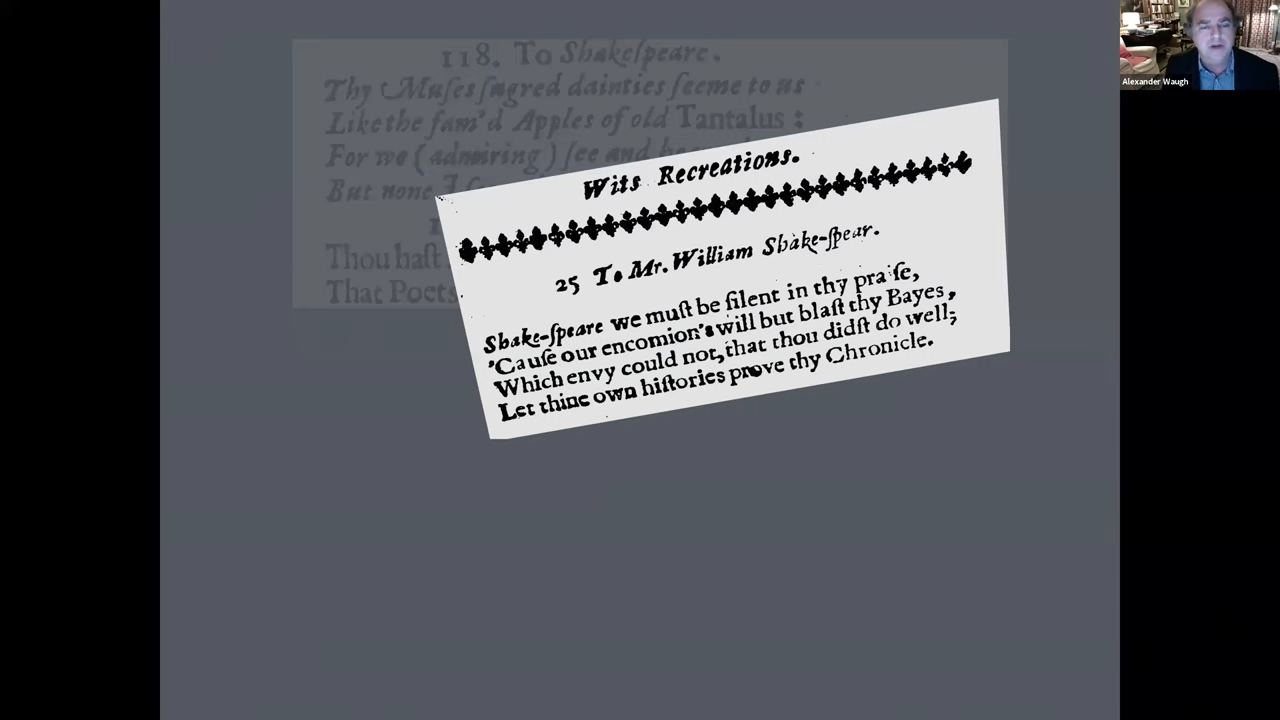 118. To Shakeſpeare.
Thy Muſes ſugred dainties ſeeme to us
Like the fam'd Apples of old Tantalus :
For we (admiring) ſee and
But none I
Thou haſt
That Poets
Wits Recreations.
25 To Mr. William Shake-ſpear.
Shake-ſpeare we muſt be ſilent in thy praiſe,
'Cauſe our encomion's will but blaſt thy Bayes,
Which envy could not, that thou didſt do well;
Let thine own hiſtories prove thy Chronicle.
Alexander Waugh